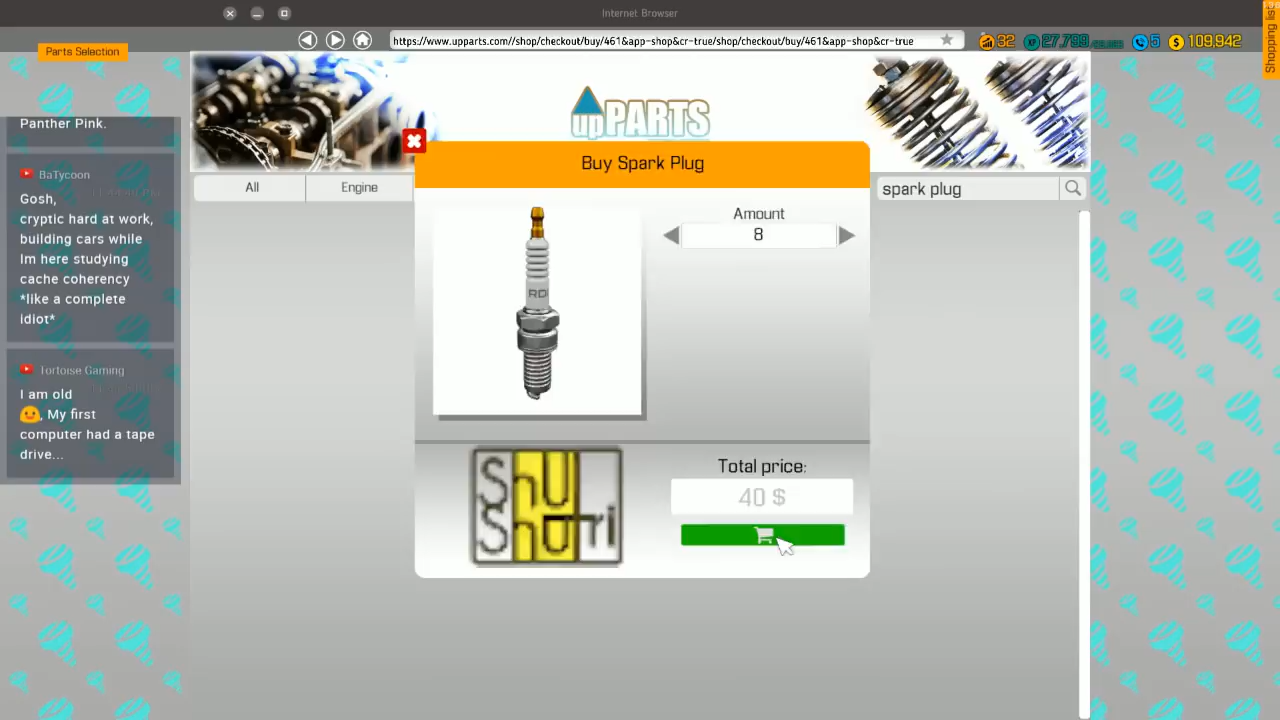 Internet Browser
Shopping list
https://www.upparts.com//shop/checkout/buy/461&app-shop&cr-true/shop/checkout/buy/461&app-shop&cr-true
32
27,799
5
$ 109,942
Parts Selection
upPARTS
Panther Pink.
Buy Spark Plug
BaTycoon
Gosh,
cryptic hard at work,
building cars while
Im here studying
cache coherency
*like a complete
idiot*
All
Engine
spark plug
Amount
8
RD
Tortoise Gaming
I am old
, My first
computer had a tape
drive...
Total price:
40 $